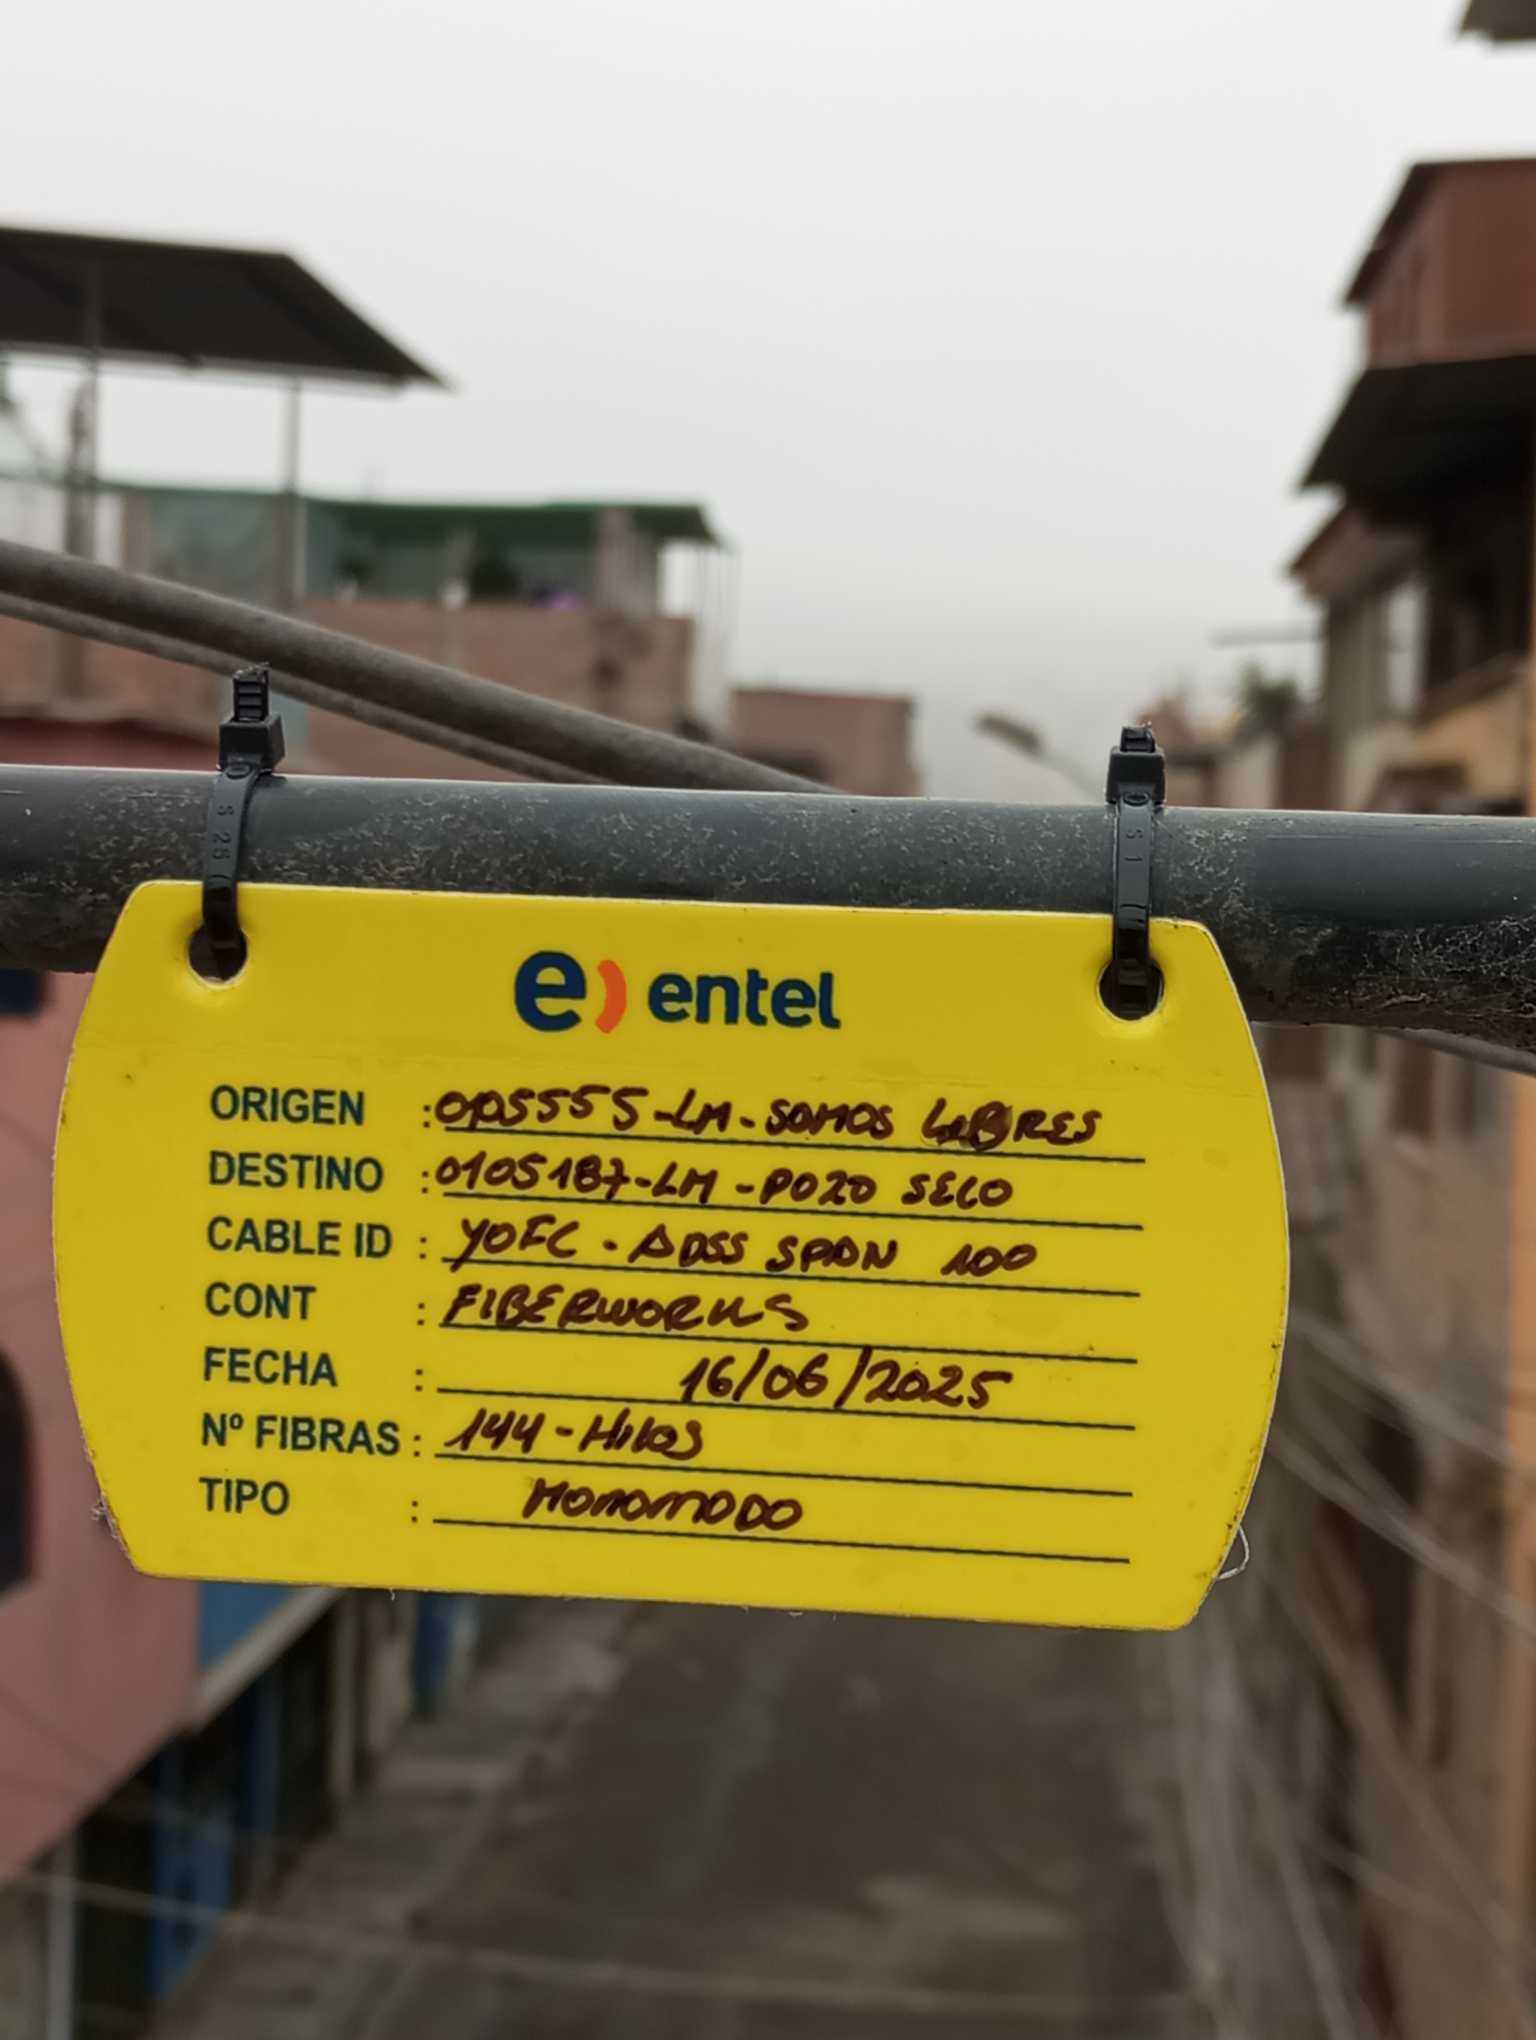 e) entel
ORIGEN : 0105555-LM-SOMOS LIBRES
DESTINO : 0105187-LM-POZO SECO
CABLE ID : YOFC - ADSS SPAN 100
CONT : FIBERWORKS
FECHA : 16/06/2025
Nº FIBRAS : 144-Hilos
TIPO : MONOMODO